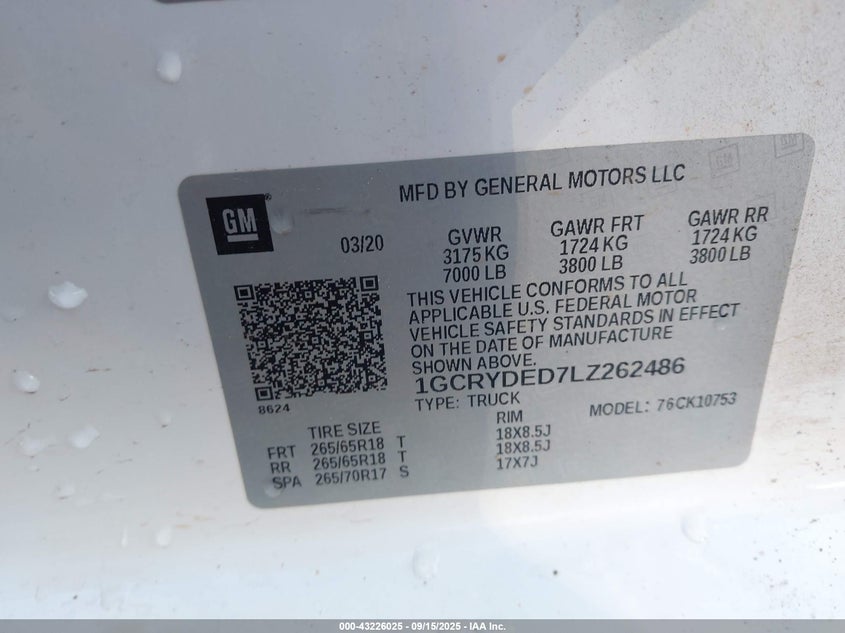 MFD BY GENERAL MOTORS LLC
GM
®
03/20
GVWR
3175 KG
7000 LB
GAWR FRT
1724 KG
3800 LB
GAWR RR
1724 KG
3800 LB
THIS VEHICLE CONFORMS TO ALL
APPLICABLE U.S. FEDERAL MOTOR
VEHICLE SAFETY STANDARDS IN EFFECT
ON THE DATE OF MANUFACTURE
SHOWN ABOVE.
1GCRYDED7LZ262486
TYPE: TRUCK
MODEL: 76CK10753
8624
TIRE SIZE
RIM
FRT 265/65R18 T 18X8.5J
RR 265/65R18 T 18X8.5J
SPA 265/70R17 S 17X7J
000-43226025 - 09/15/2025 - IAA Inc.